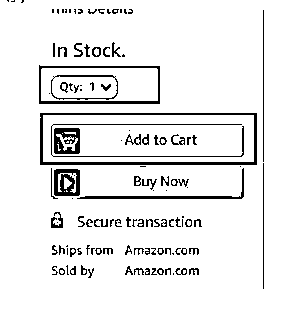 Details
In Stock.
Qty: 1
Add to Cart
Buy Now
Secure transaction
Ships from Amazon.com
Sold by Amazon.com